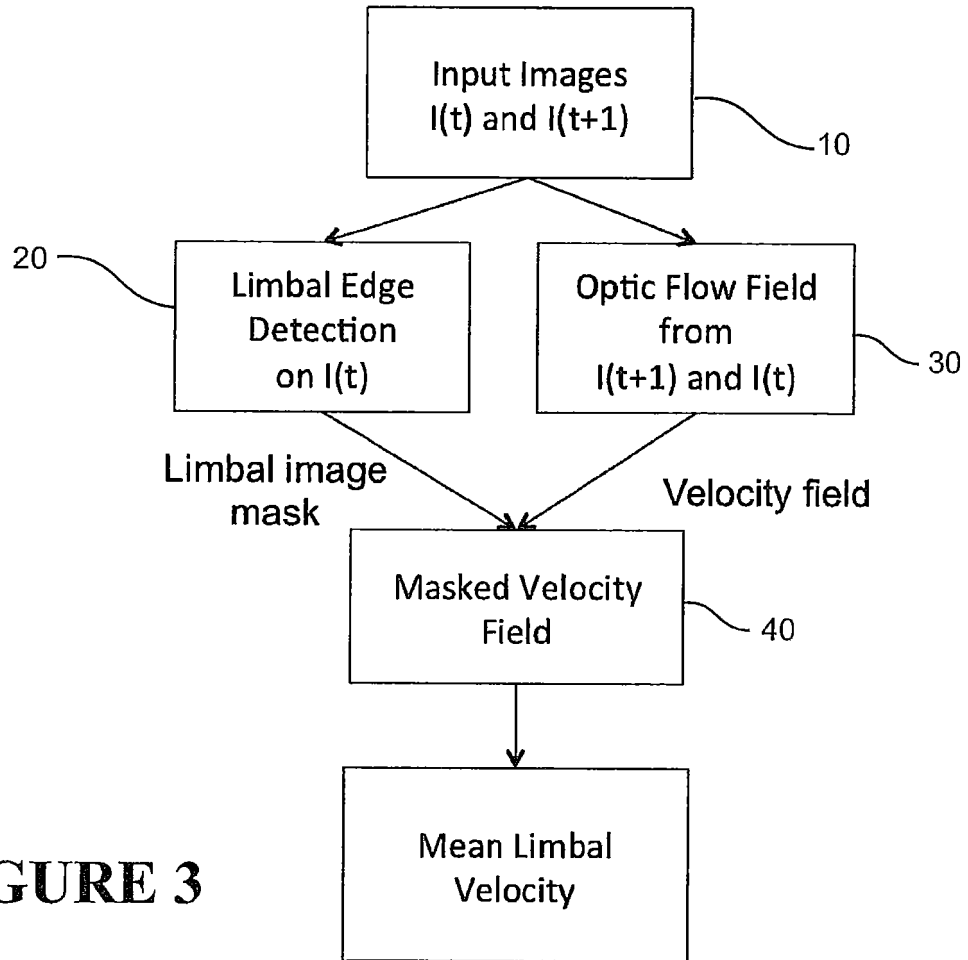 Input Images
I(t) and I(t+1)
10
20
Limbal Edge
Detection
on I(t)
Optic Flow Field
from
I(t+1) and I(t)
30
Limbal image
mask
Velocity field
Masked Velocity
Field
40
Mean Limbal
Velocity
GURE 3